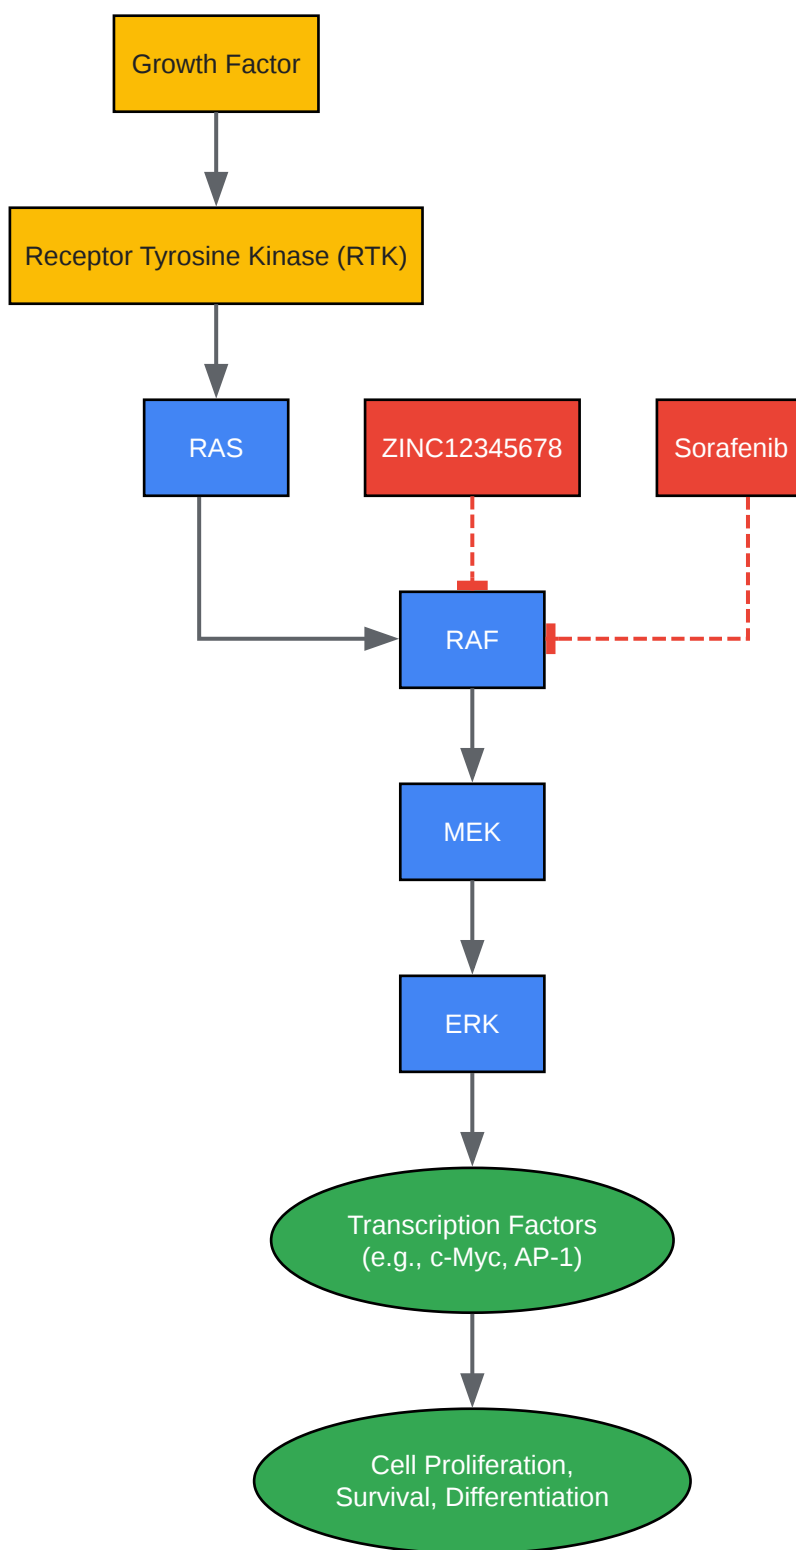 Growth Factor
Receptor Tyrosine Kinase (RTK)
RAS
ZINC12345678
Sorafenib
RAF
MEK
ERK
Transcription Factors
(e.g., c-Myc, AP-1)
Cell Proliferation,
Survival, Differentiation